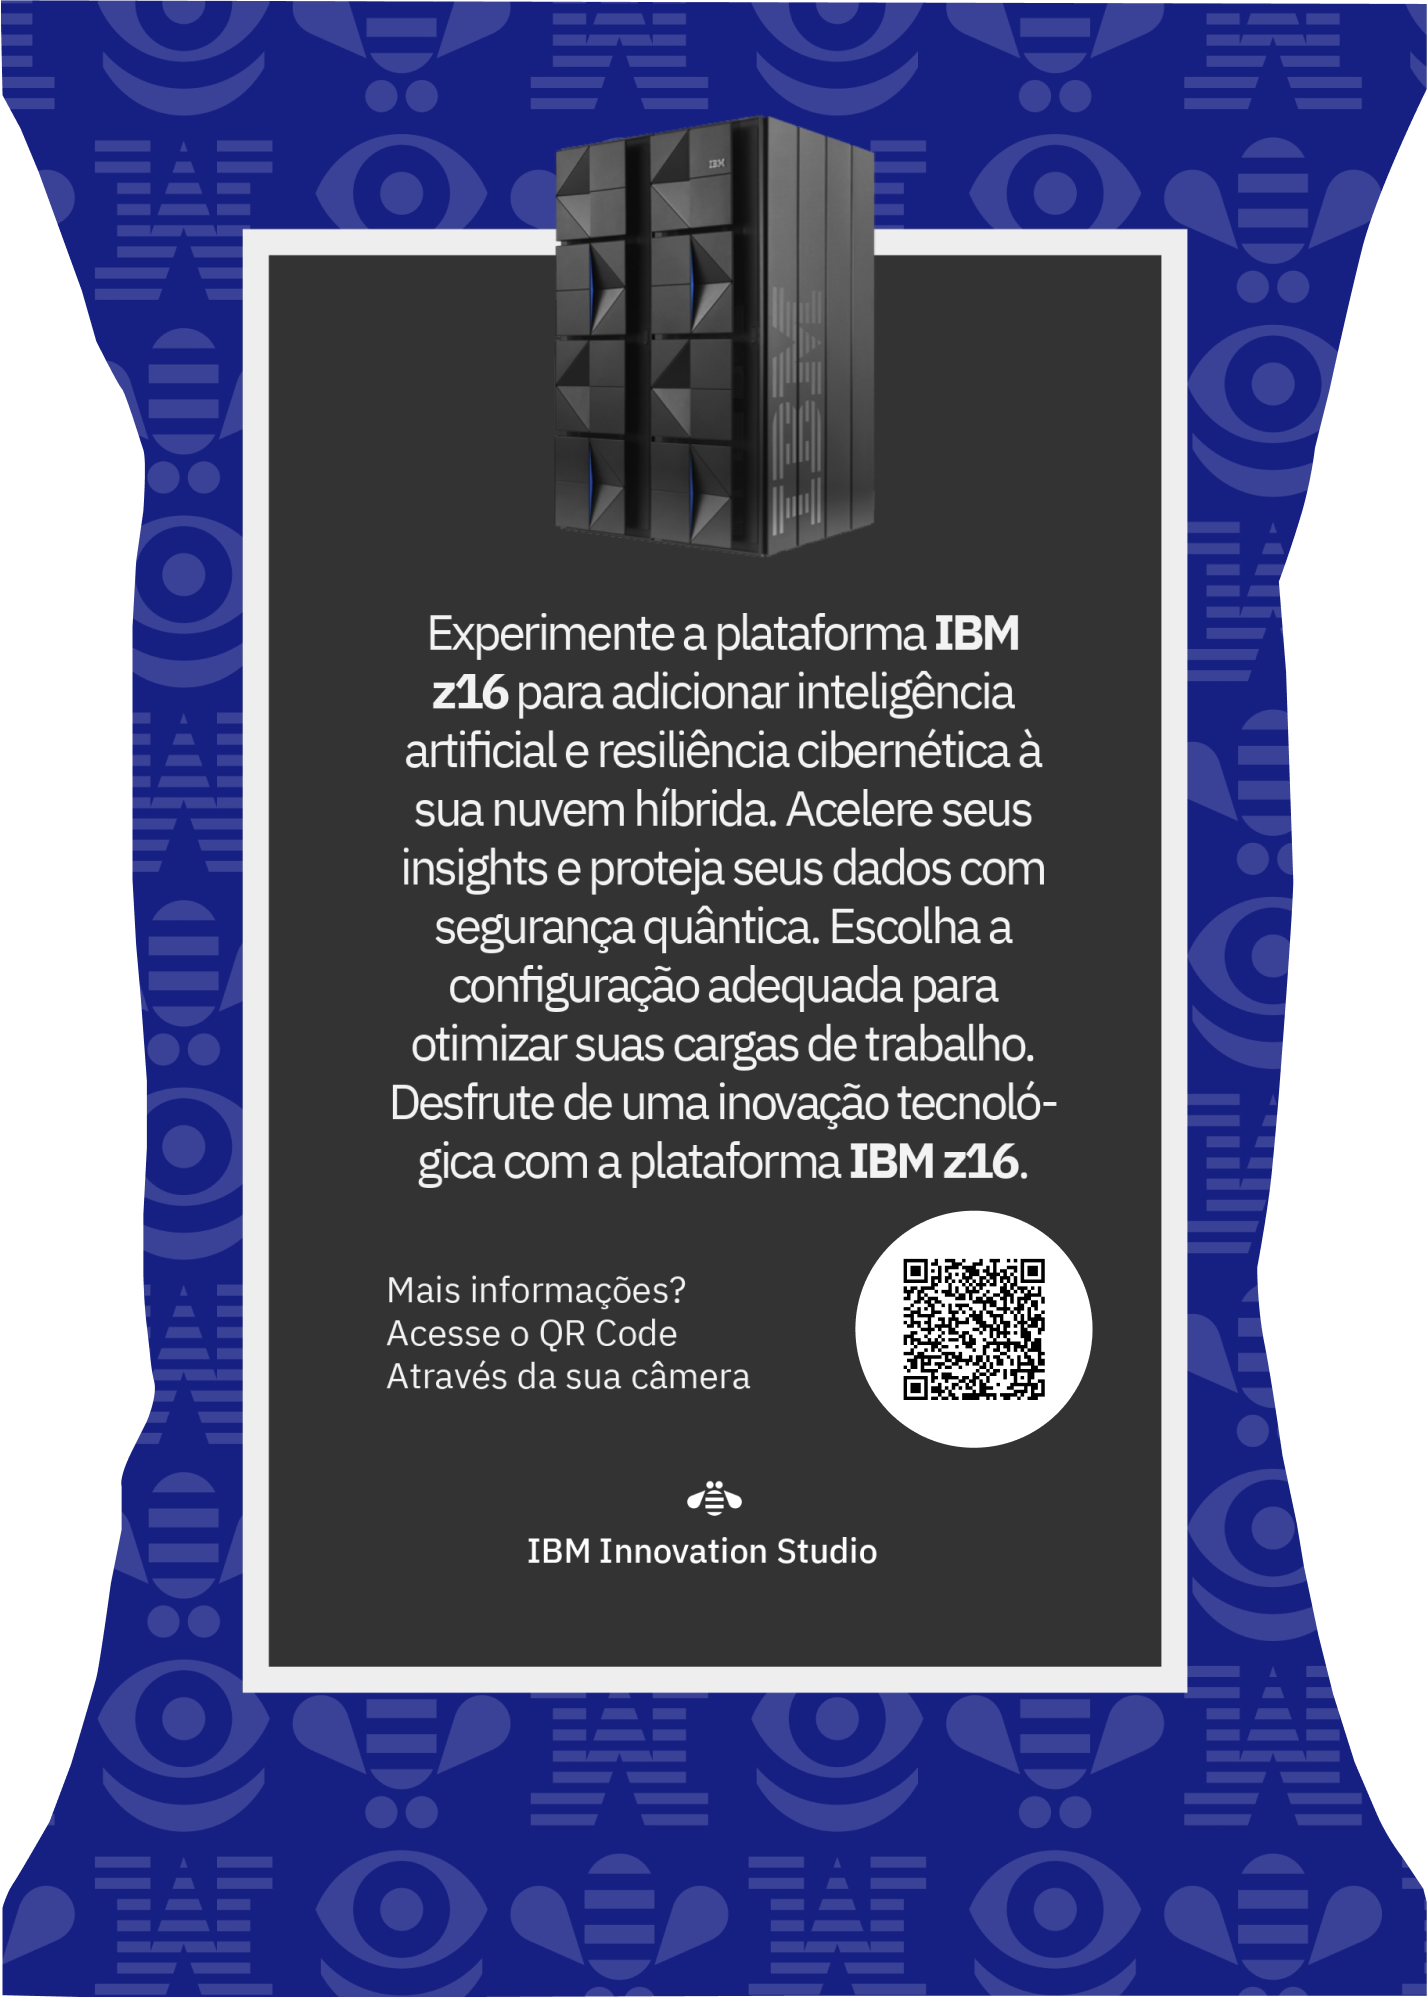 IBM
IBM
Experimente a plataforma IBM
z16 para adicionar inteligência
artificial e resiliência cibernética à
sua nuvem híbrida. Acelere seus
insights e proteja seus dados com
segurança quântica. Escolha a
configuração adequada para
otimizar suas cargas de trabalho.
Desfrute de uma inovação tecnoló-
gica com a plataforma IBM z16.
Mais informações?
Acesse o QR Code
Através da sua câmera
IBM Innovation Studio